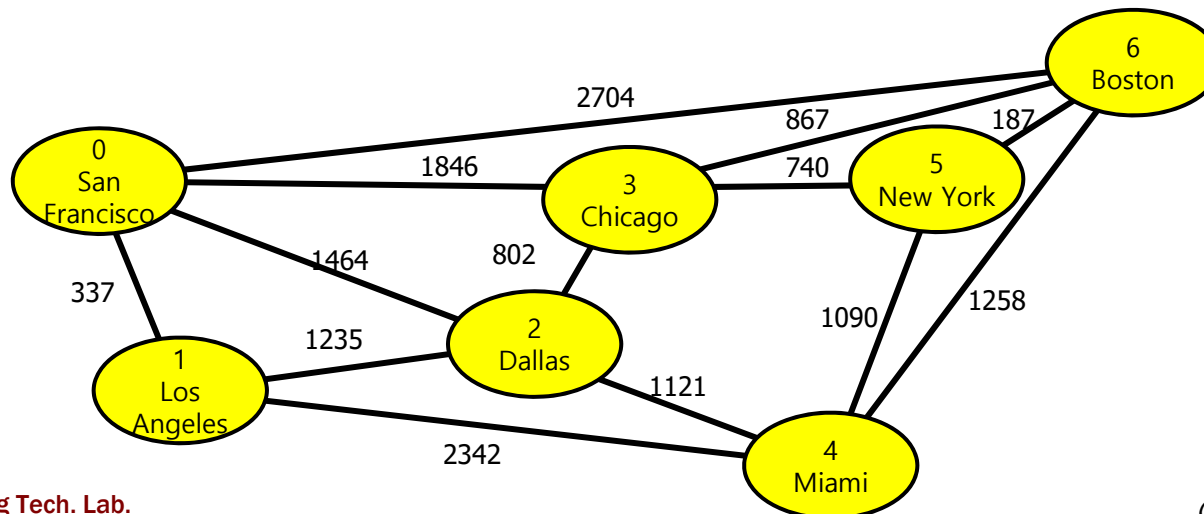 6
Boston
2704
867
187
0
San
Francisco
1846
3
Chicago
740
5
New York
1464
802
337
1258
1090
1235
2
Dallas
1
Los
Angeles
1121
2342
4
Miami
g Tech. Lab.